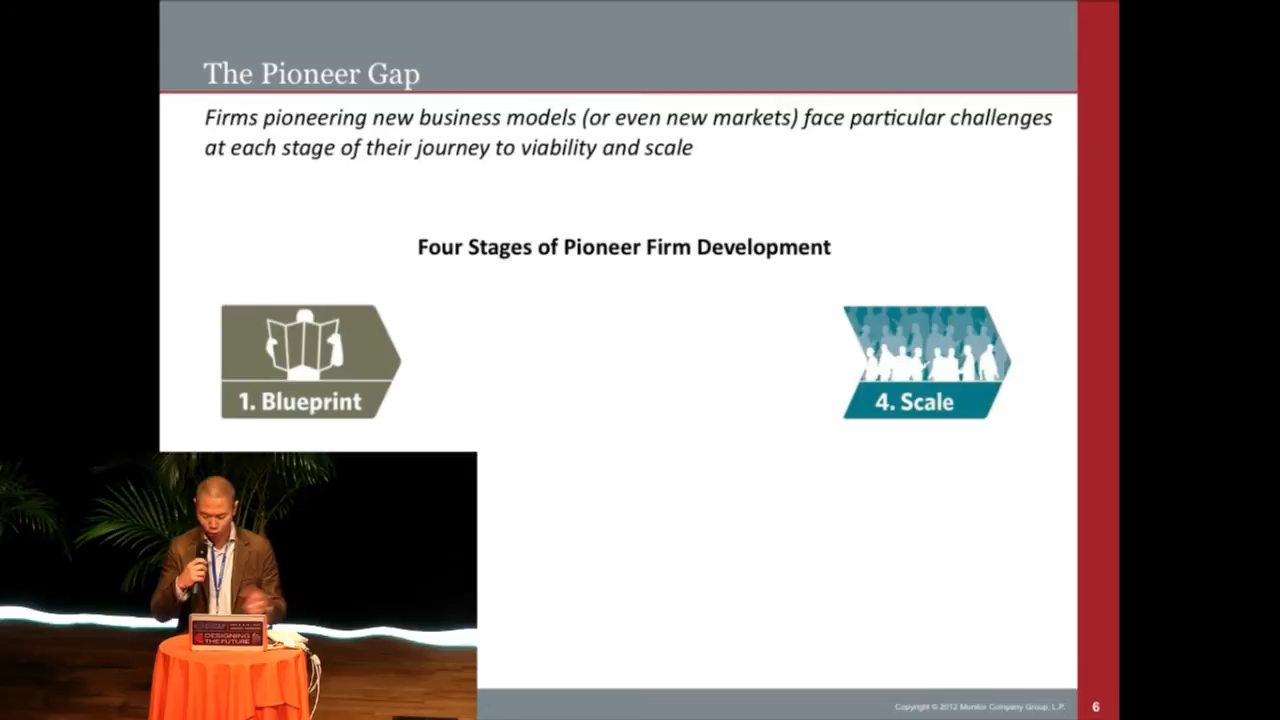 The Pioneer Gap
Firms pioneering new business models (or even new markets) face particular challenges
at each stage of their journey to viability and scale
Four Stages of Pioneer Firm Development
1. Blueprint
4. Scale
DESIGNING
THE FUTURE
Copyright © 2012 Monitor Company Group, L.P.
6